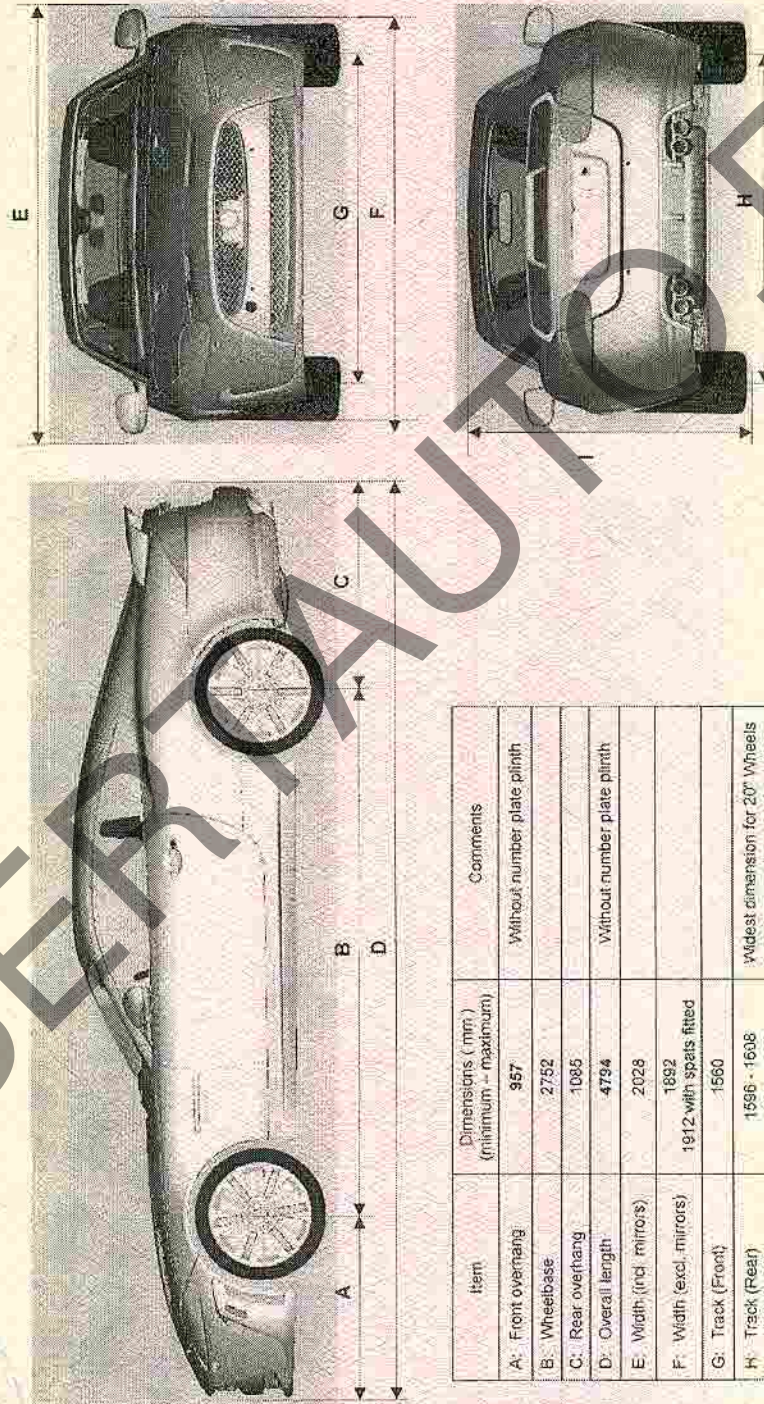 E
G
F
H
I
A
B
C
D
Item
Dimensions ( mm )
(minimum – maximum)
Comments
A: Front overhang
957
Without number plate plinth
B: Wheelbase
2752
C: Rear overhang
1085
D: Overall length
4794
Without number plate plinth
E: Width (incl. mirrors)
2028
F: Width (excl. mirrors)
1892
1912 with spats fitted
G: Track (Front)
1560
H: Track (Rear)
1596 - 1608
Widest dimension for 20" Wheels